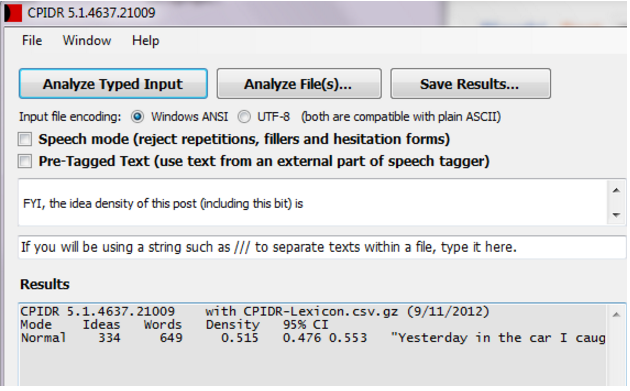 CPIDR 5.1.4637.21009
File Window Help
Analyze Typed Input Analyze File(s)... Save Results...
Input file encoding: Windows ANSI UTF-8 (both are compatible with plain ASCII)
Speech mode (reject repetitions, fillers and hesitation forms)
Pre-Tagged Text (use text from an external part of speech tagger)
FYI, the idea density of this post (including this bit) is
If you will be using a string such as /// to separate texts within a file, type it here.
Results
CPIDR 5.1.4637.21009 with CPIDR-Lexicon.csv.gz (9/11/2012)
Mode Ideas Words Density 95% CI
Normal 334 649 0.515 0.476 0.553 "Yesterday in the car I caug